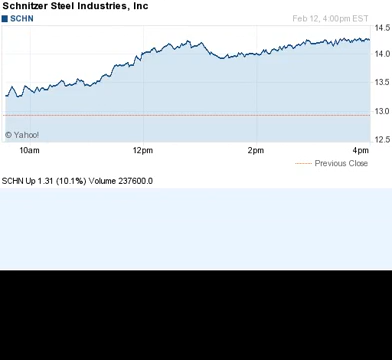 Schnitzer Steel Industries, Inc
SCHN Feb 12, 4:00pm EST
14.5
14.0
13.5
13.0
12.5
© Yahoo!
10am 12pm 2pm 4pm
Previous Close
SCHN Up 1.31 (10.1%) Volume 237600.0